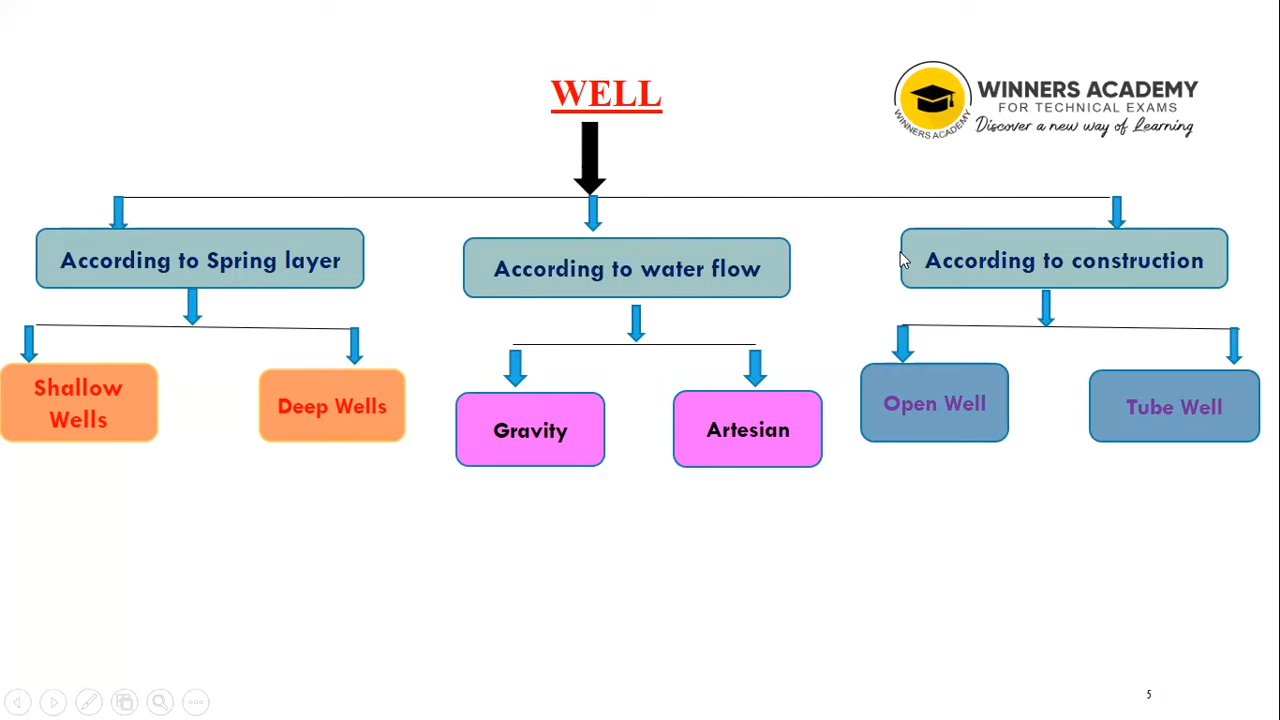 WELL
WINNERS ACADEMY
FOR TECHNICAL EXAMS
Discover a new way of Learning
WINNERS ACADEMY
According to Spring layer
According to water flow
According to construction
Shallow
Wells
Deep Wells
Gravity
Artesian
Open Well
Tube Well
5